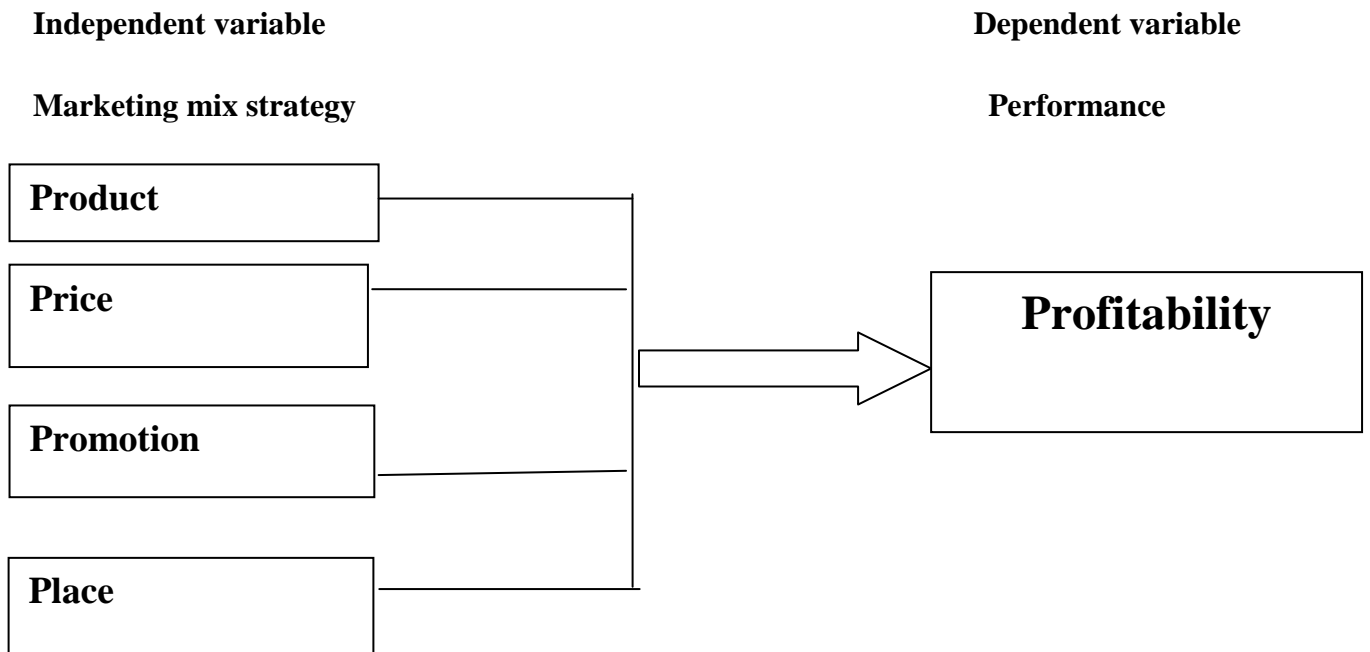 Independent variable
Dependent variable
Marketing mix strategy
Performance
Product
Price
Promotion
Place
Profitability